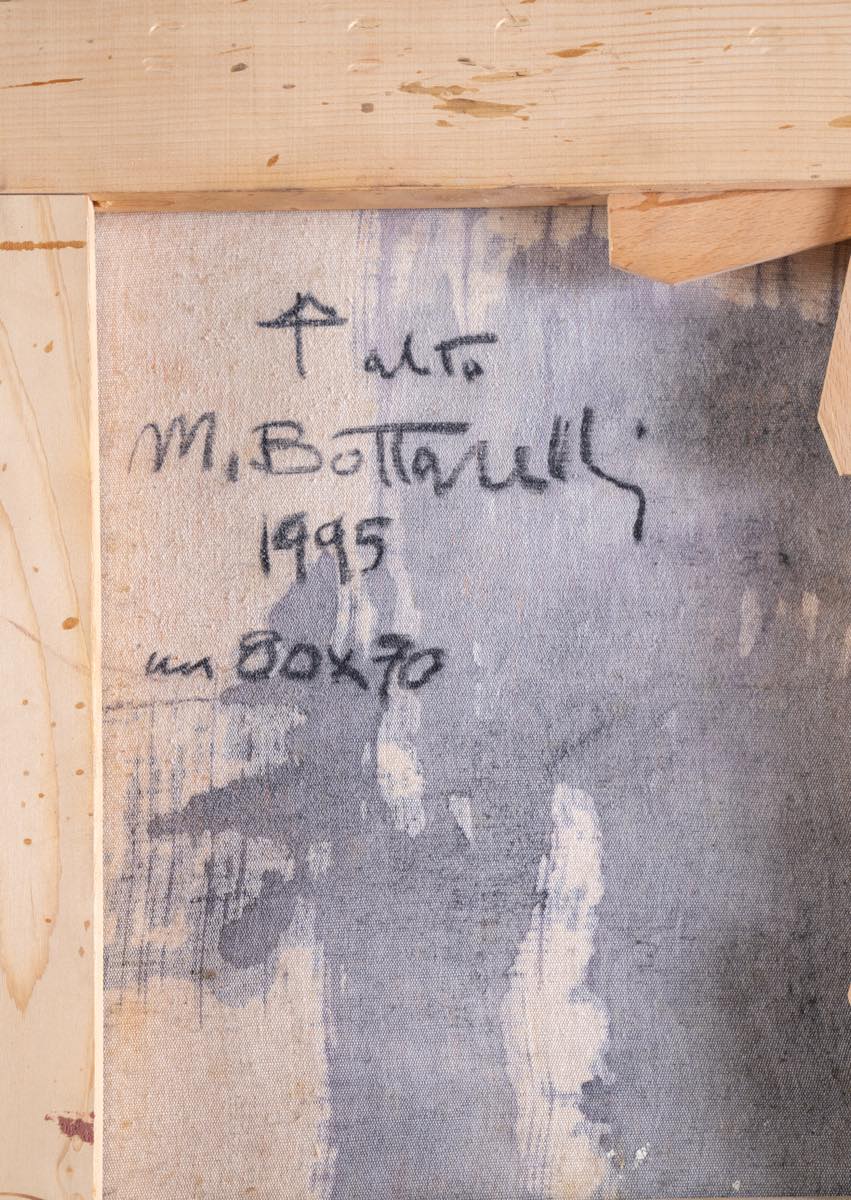 ↑ alto
M. Bottarelli
1995
cm 80x70